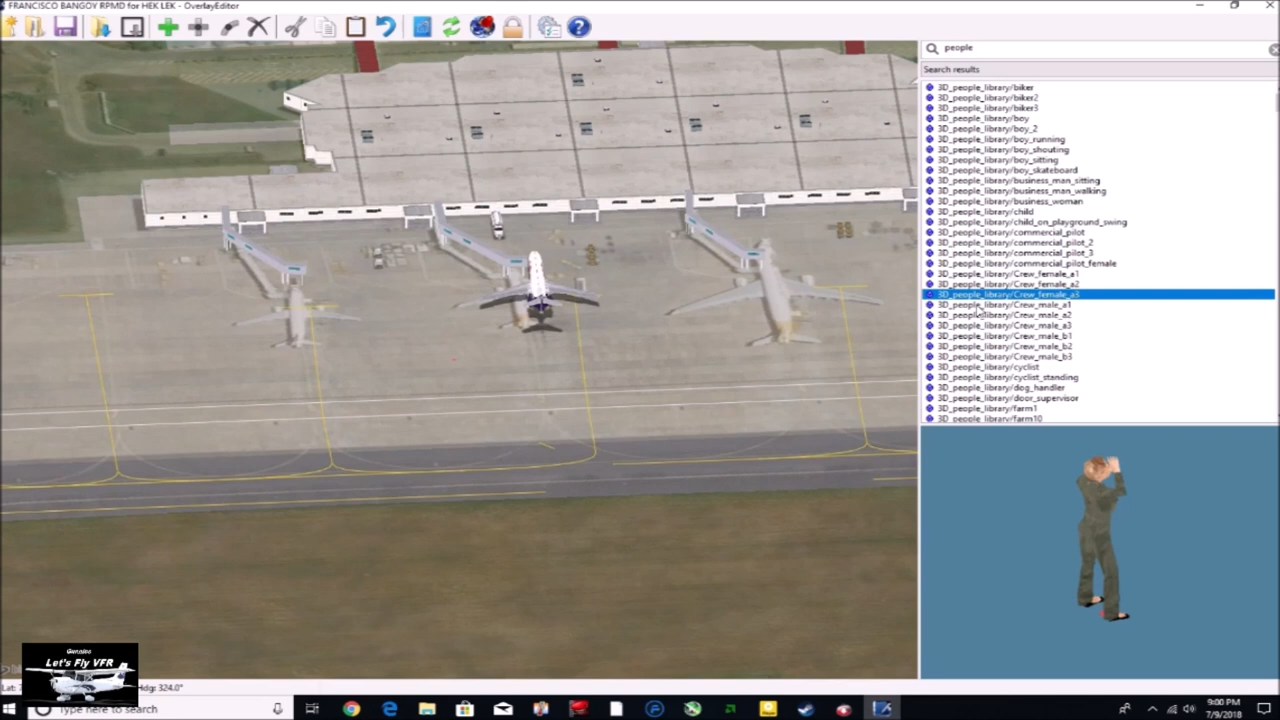 FRANCISCO BANGOY RPMD for HEK LEK - OverlayEditor
people
Search results
3D_people_library/biker
3D_people_library/biker2
3D_people_library/biker3
3D_people_library/boy
3D_people_library/boy_2
3D_people_library/boy_running
3D_people_library/boy_shouting
3D_people_library/boy_sitting
3D_people_library/boy_skateboard
3D_people_library/business_man_sitting
3D_people_library/business_man_walking
3D_people_library/business_woman
3D_people_library/child
3D_people_library/child_on_playground_swing
3D_people_library/commercial_pilot
3D_people_library/commercial_pilot_2
3D_people_library/commercial_pilot_3
3D_people_library/commercial_pilot_female
3D_people_library/Crew_female_a1
3D_people_library/Crew_female_a2
3D_people_library/Crew_female_a3
3D_people_library/Crew_male_a1
3D_people_library/Crew_male_a2
3D_people_library/Crew_male_a3
3D_people_library/Crew_male_b1
3D_people_library/Crew_male_b2
3D_people_library/Crew_male_b3
3D_people_library/cyclist
3D_people_library/cyclist_standing
3D_people_library/dog_handler
3D_people_library/door_supervisor
3D_people_library/farm1
3D_people_library/farm10
Let's Fly VFR
Lat: 7
Hdg: 324.0°
Type here to search
9:00 PM
7/9/2018